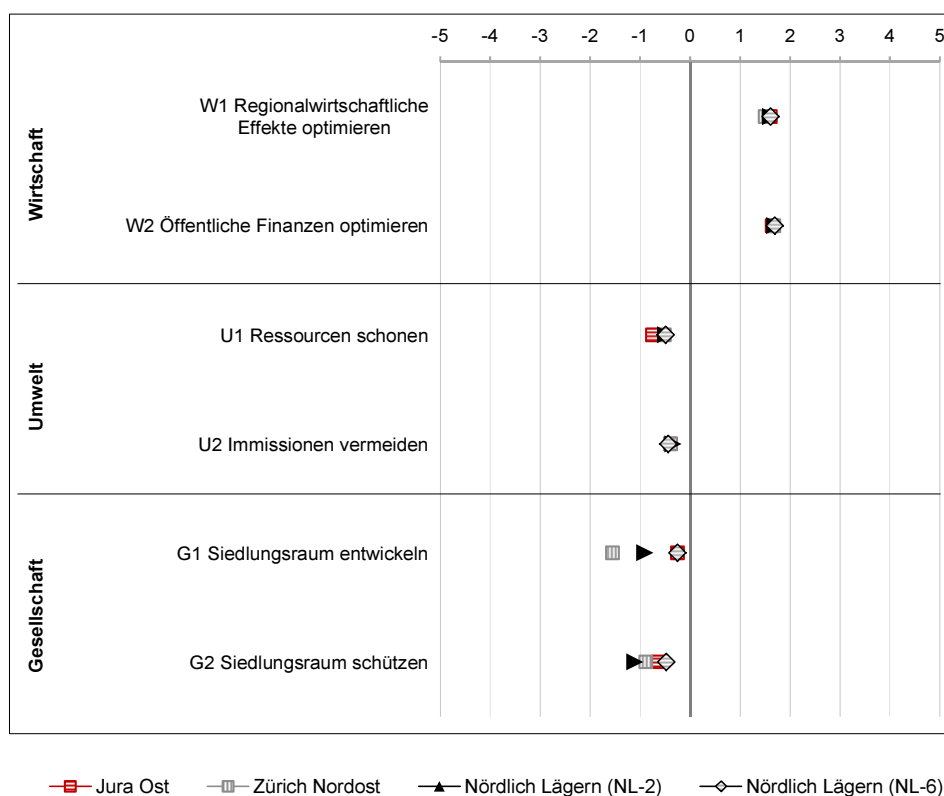 -5 -4 -3 -2 -1 0 1 2 3 4 5
Wirtschaft
W1 Regionalwirtschaftliche
Effekte optimieren
W2 Öffentliche Finanzen optimieren
Umwelt
U1 Ressourcen schonen
U2 Immissionen vermeiden
Gesellschaft
G1 Siedlungsraum entwickeln
G2 Siedlungsraum schützen
Jura Ost Zürich Nordost Nördlich Lägern (NL-2) Nördlich Lägern (NL-6)